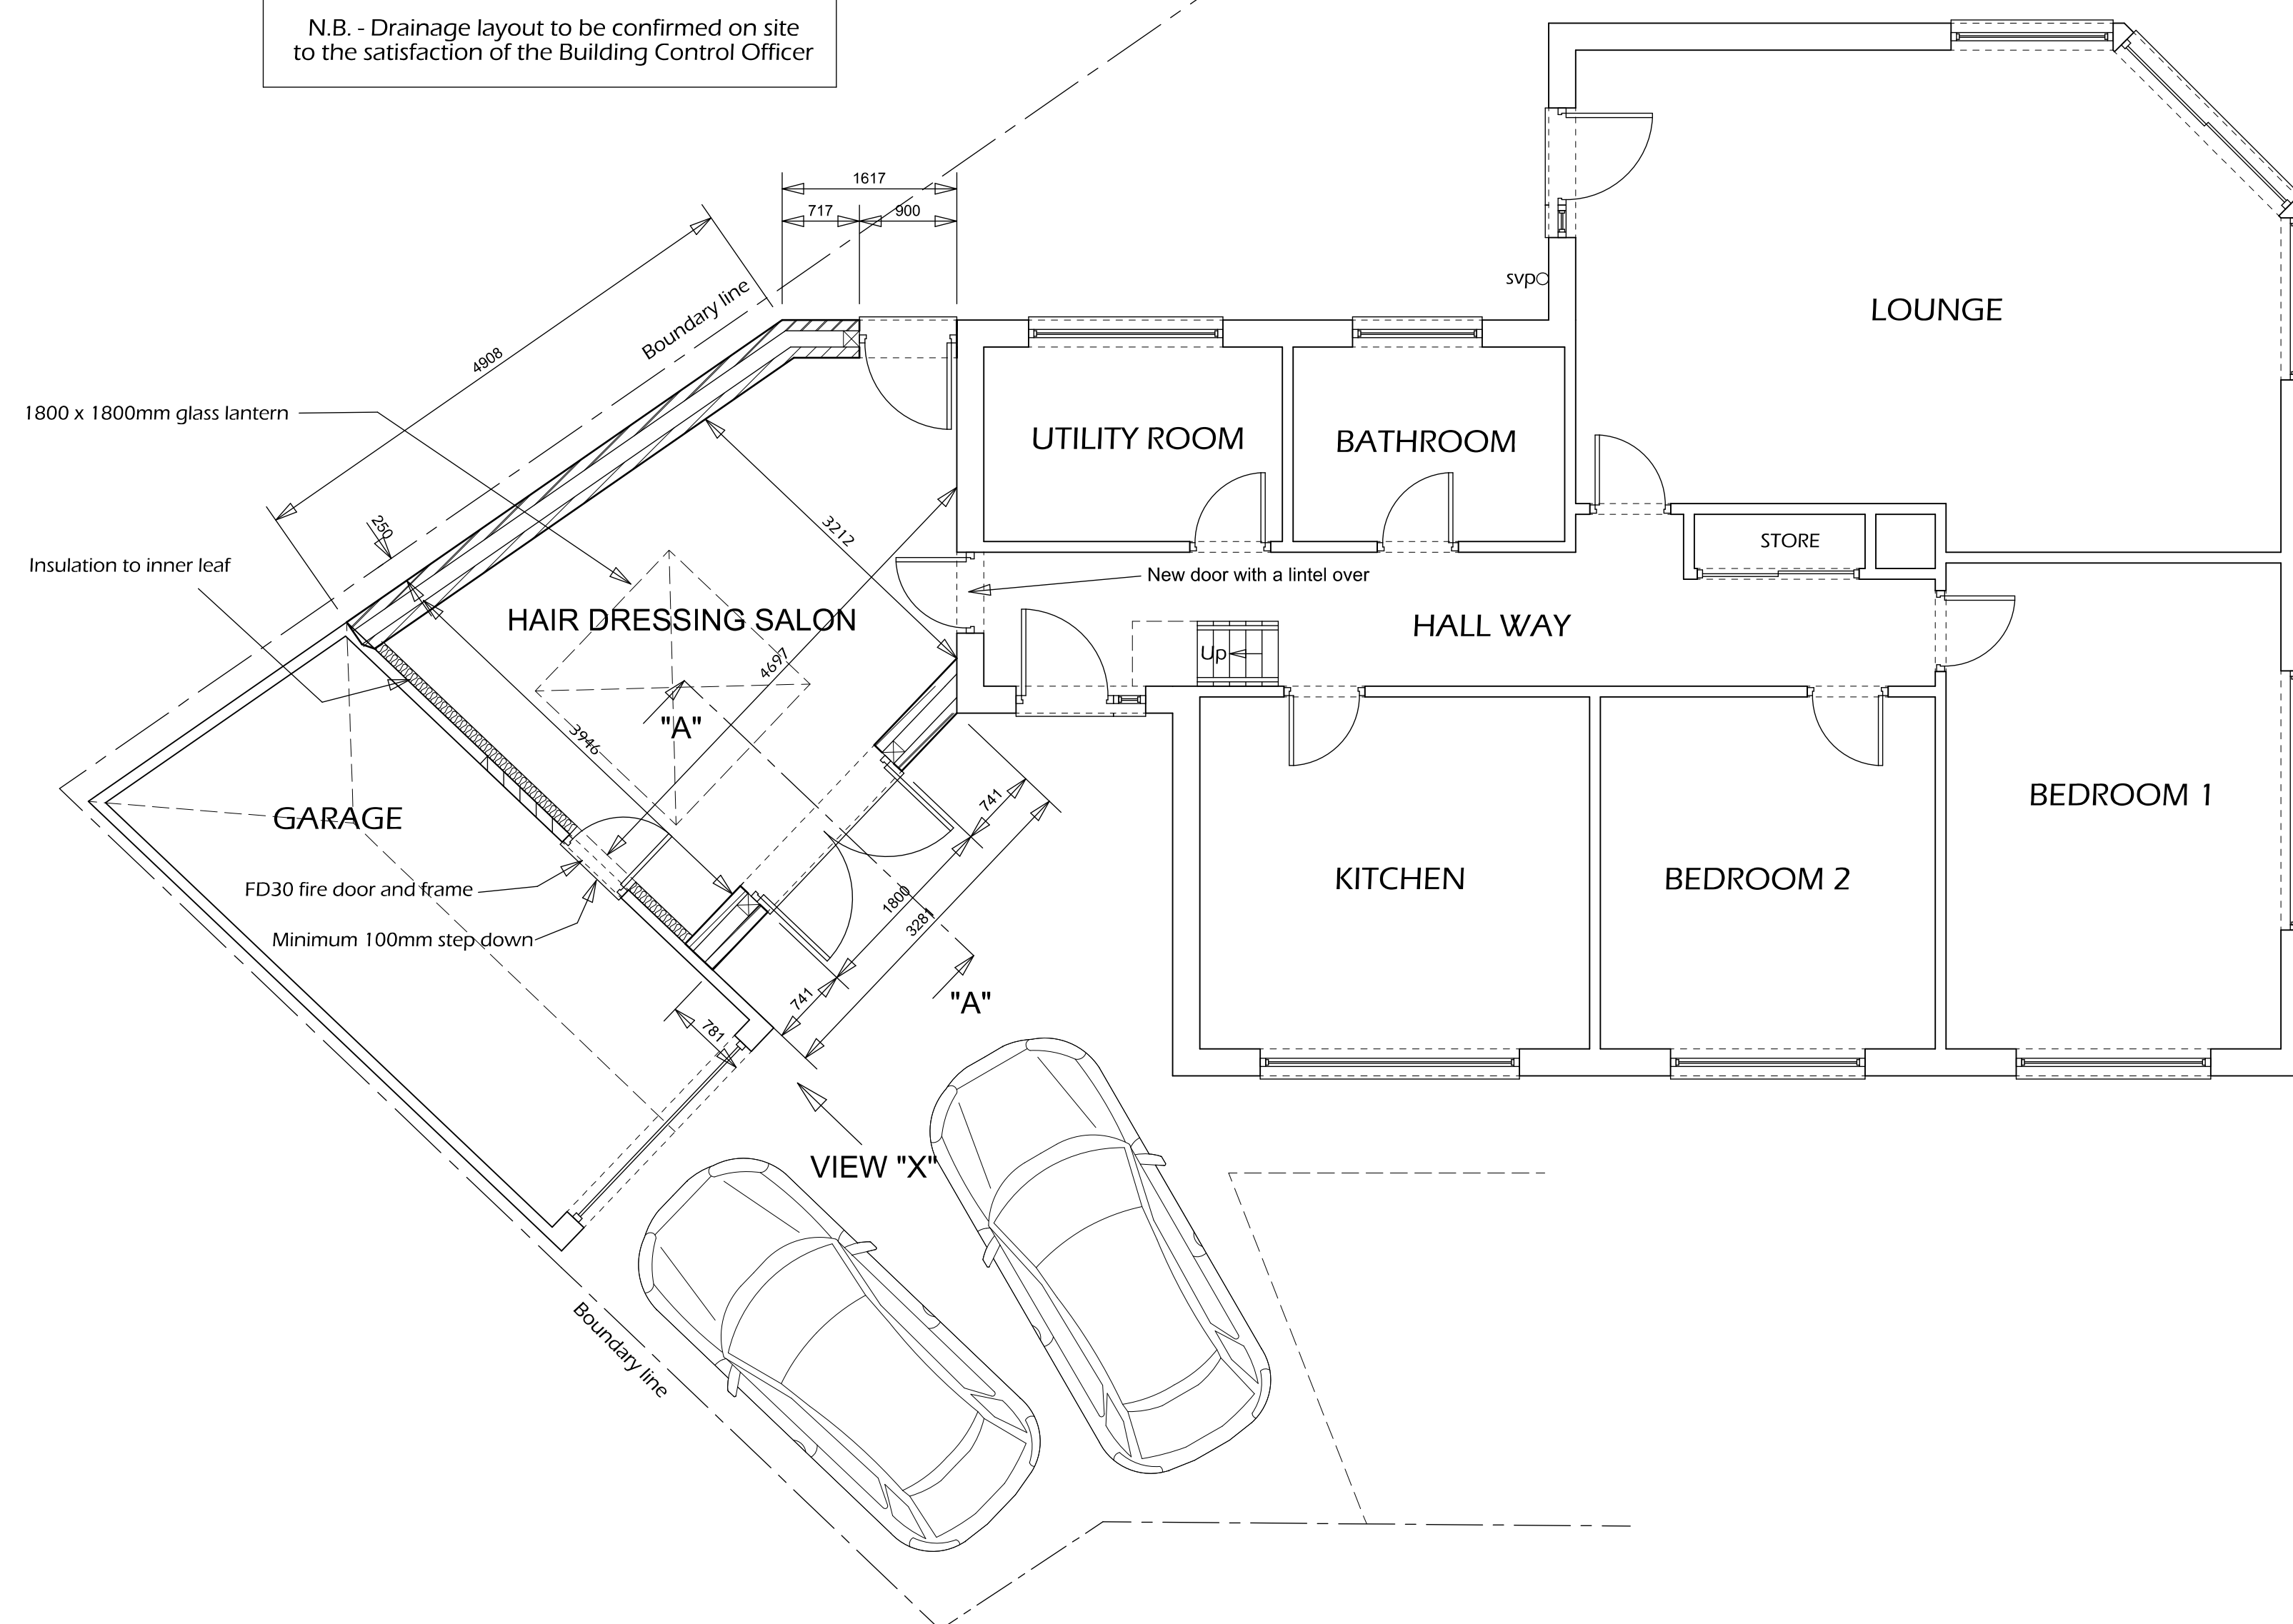 N.B. - Drainage layout to be confirmed on site
to the satisfaction of the Building Control Officer
1617
717
900
svp
LOUNGE
Boundary line
4908
1800 x 1800mm glass lantern
UTILITY ROOM
BATHROOM
250
3212
STORE
Insulation to inner leaf
New door with a lintel over
HAIR DRESSING SALON
HALL WAY
Up
4697
"A"
3946
741
BEDROOM 1
GARAGE
KITCHEN
BEDROOM 2
FD30 fire door and frame
1800
3281
Minimum 100mm step down
741
"A"
781
VIEW "X"
Boundary line